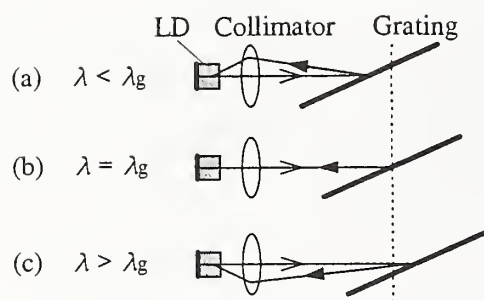 LD Collimator Grating
(a) λ < λg
(b) λ = λg
(c) λ > λg